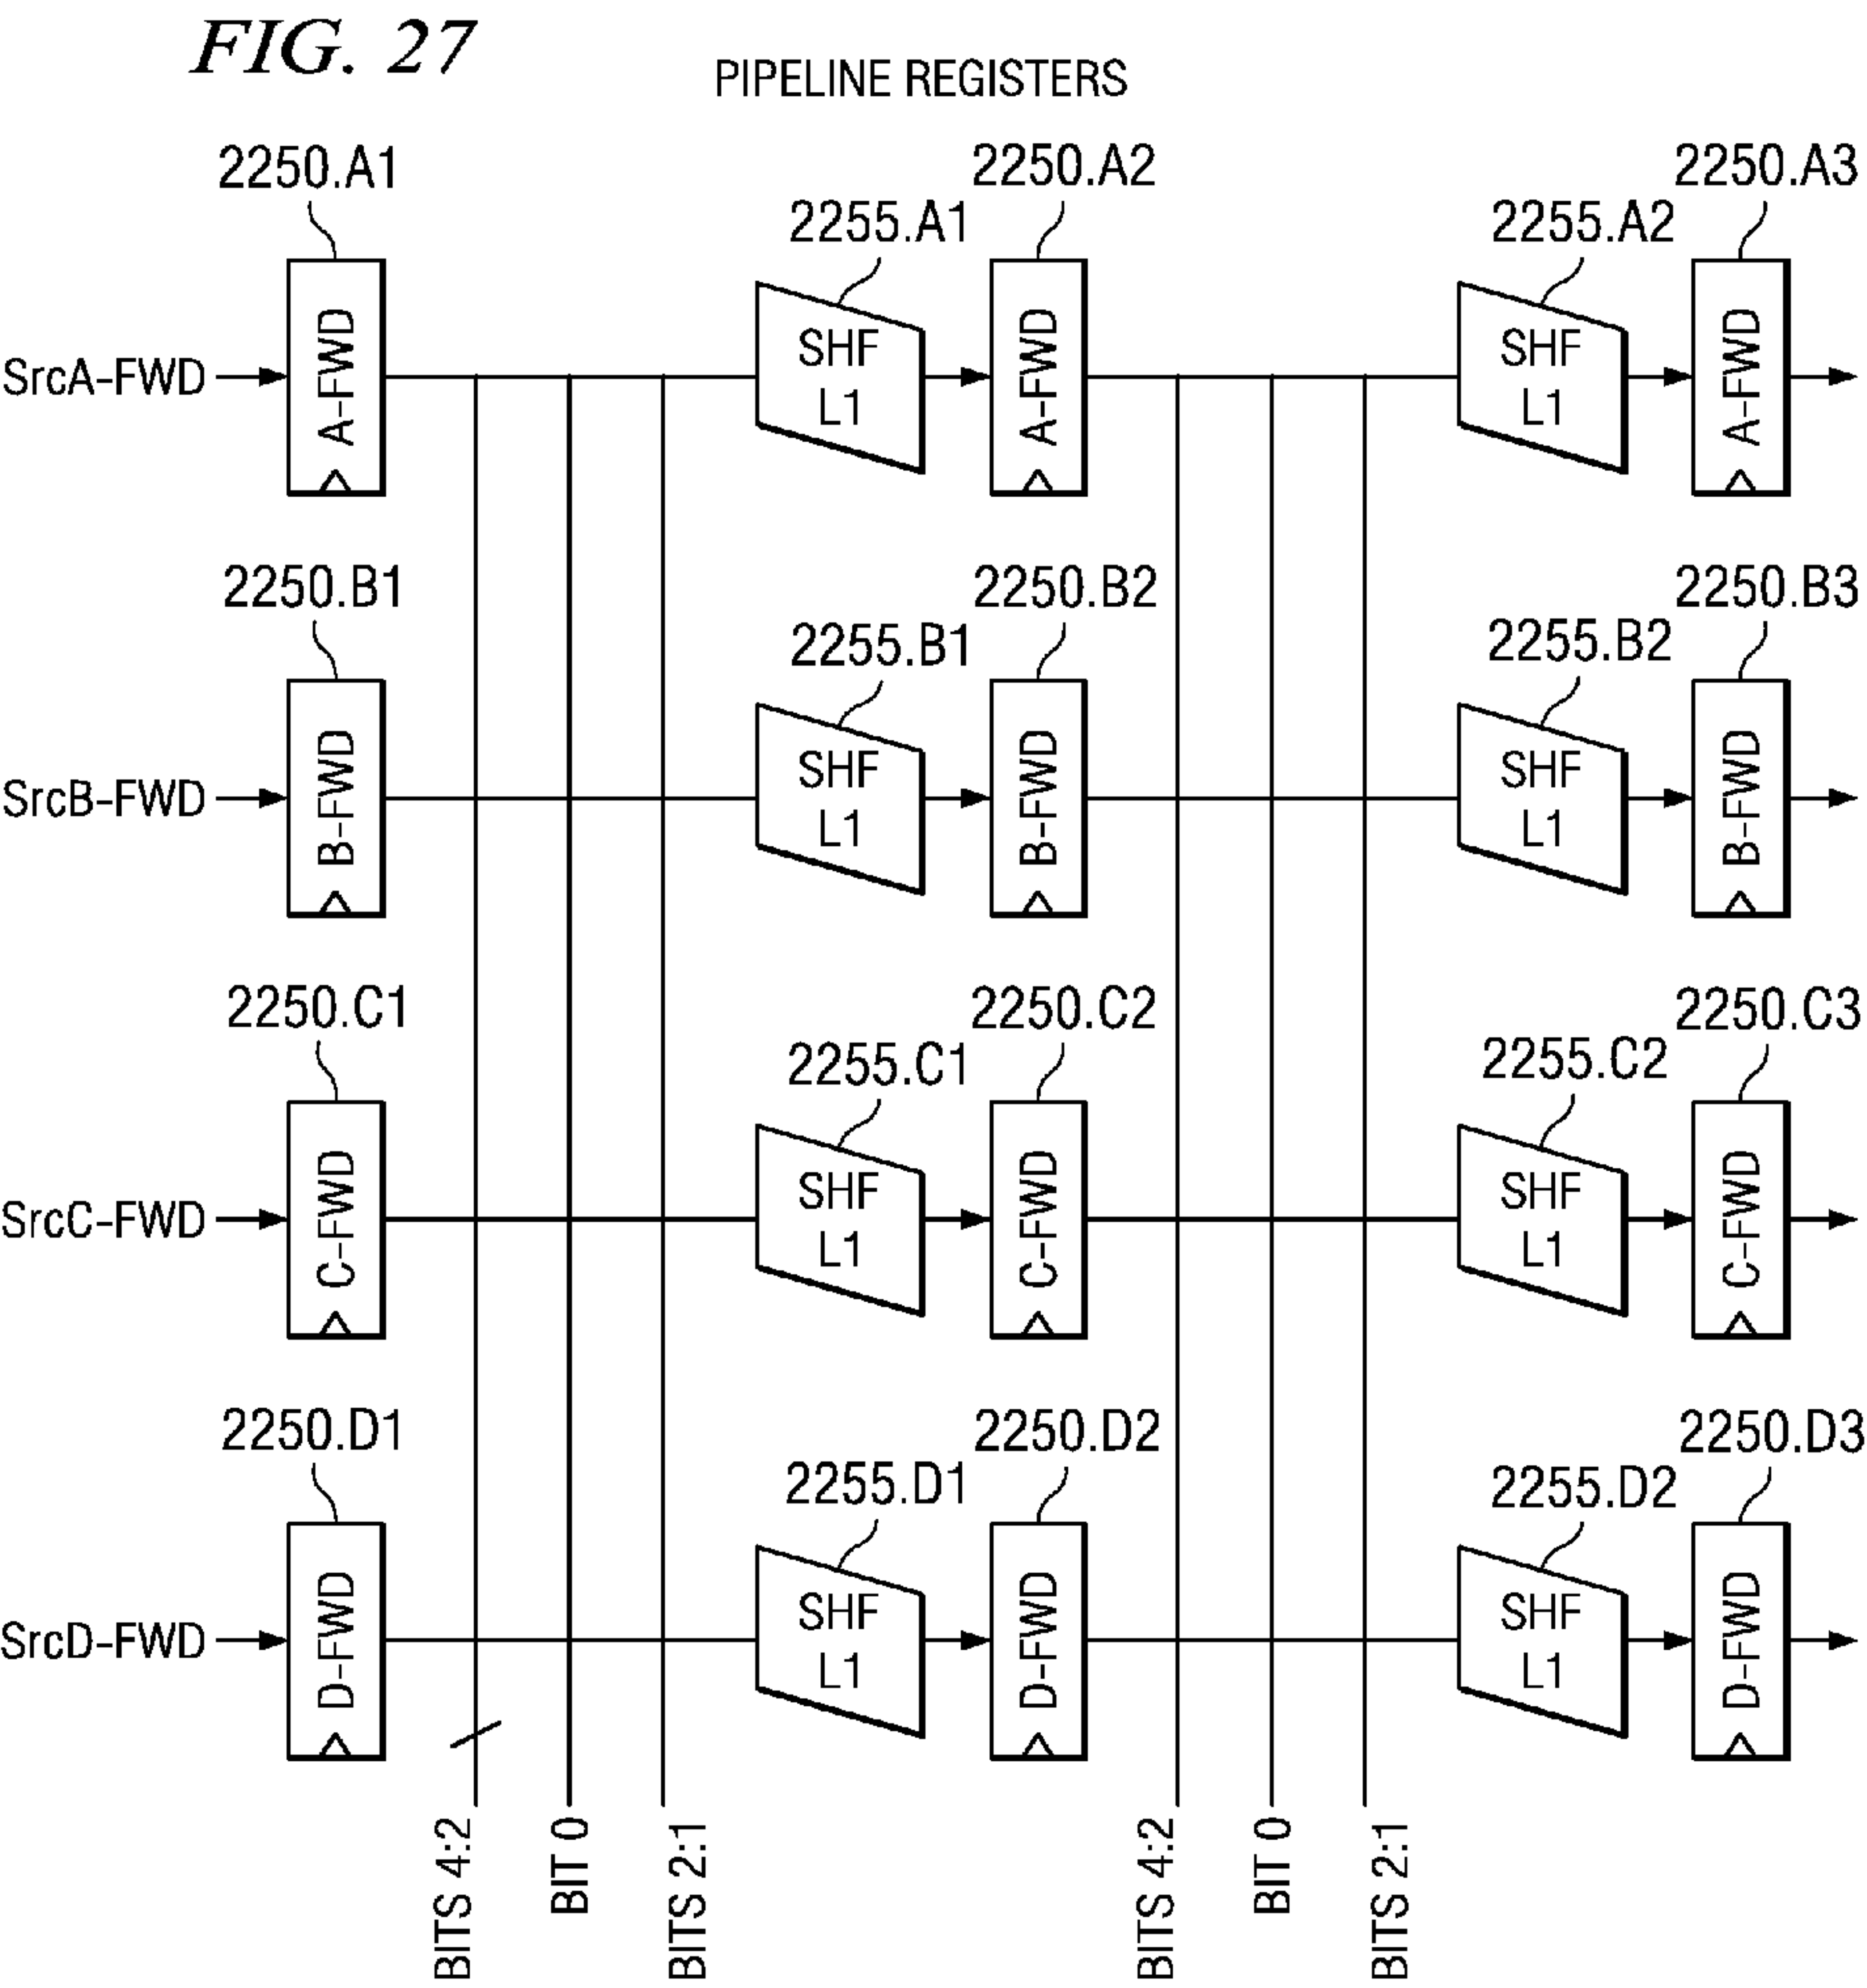 FIG. 27
PIPELINE REGISTERS
2250.A1
2250.A2
2250.A3
2255.A1
2255.A2
SrcA-FWD
A-FWD
SHF
L1
A-FWD
SHF
L1
A-FWD
2250.B1
2250.B2
2250.B3
2255.B1
2255.B2
SrcB-FWD
B-FWD
SHF
L1
B-FWD
SHF
L1
B-FWD
2250.C1
2250.C2
2250.C3
2255.C1
2255.C2
SrcC-FWD
C-FWD
SHF
L1
C-FWD
SHF
L1
C-FWD
2250.D1
2250.D2
2250.D3
2255.D1
2255.D2
SrcD-FWD
D-FWD
SHF
L1
D-FWD
SHF
L1
D-FWD
BITS 4:2
BIT 0
BITS 2:1
BITS 4:2
BIT 0
BITS 2:1